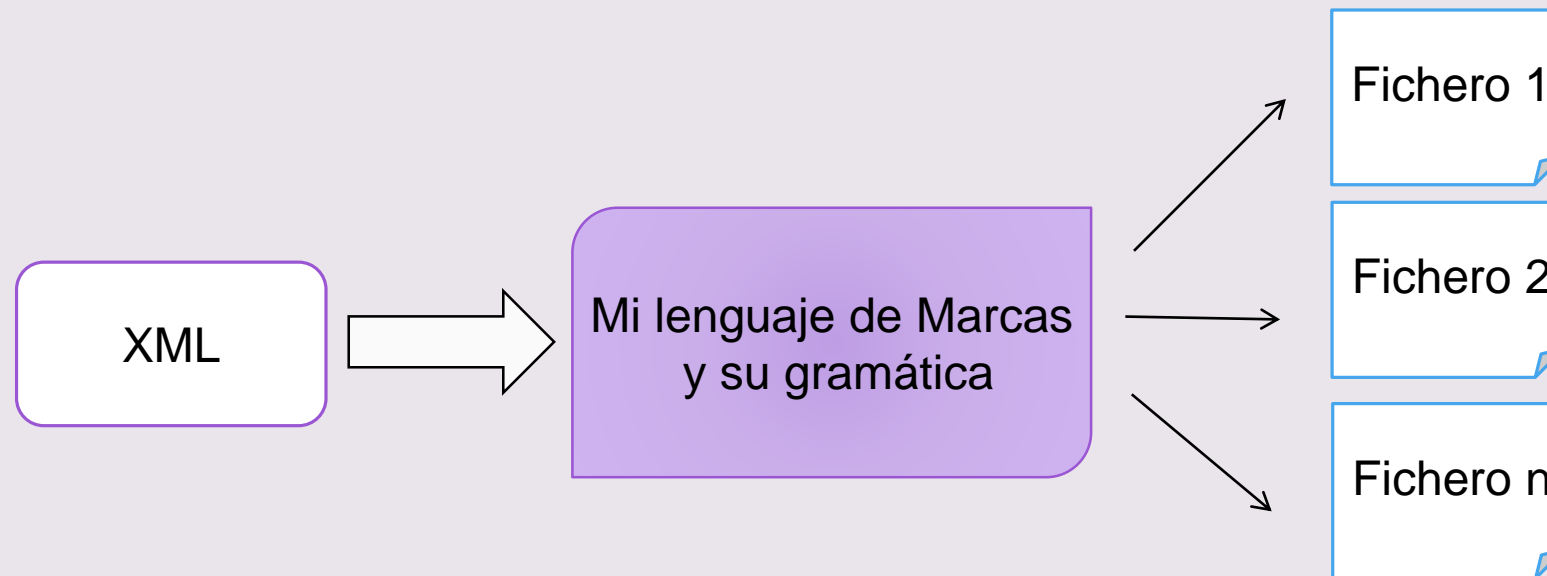 XML
Mi lenguaje de Marcas
y su gramática
Fichero 1
Fichero 2
Fichero n